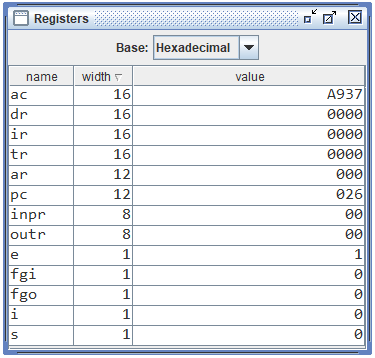 Registers
Base: Hexadecimal
name width value
ac 16 A937
dr 16 0000
ir 16 0000
tr 16 0000
ar 12 000
pc 12 026
inpr 8 00
outr 8 00
e 1 1
fgi 1 0
fgo 1 0
i 1 0
s 1 0